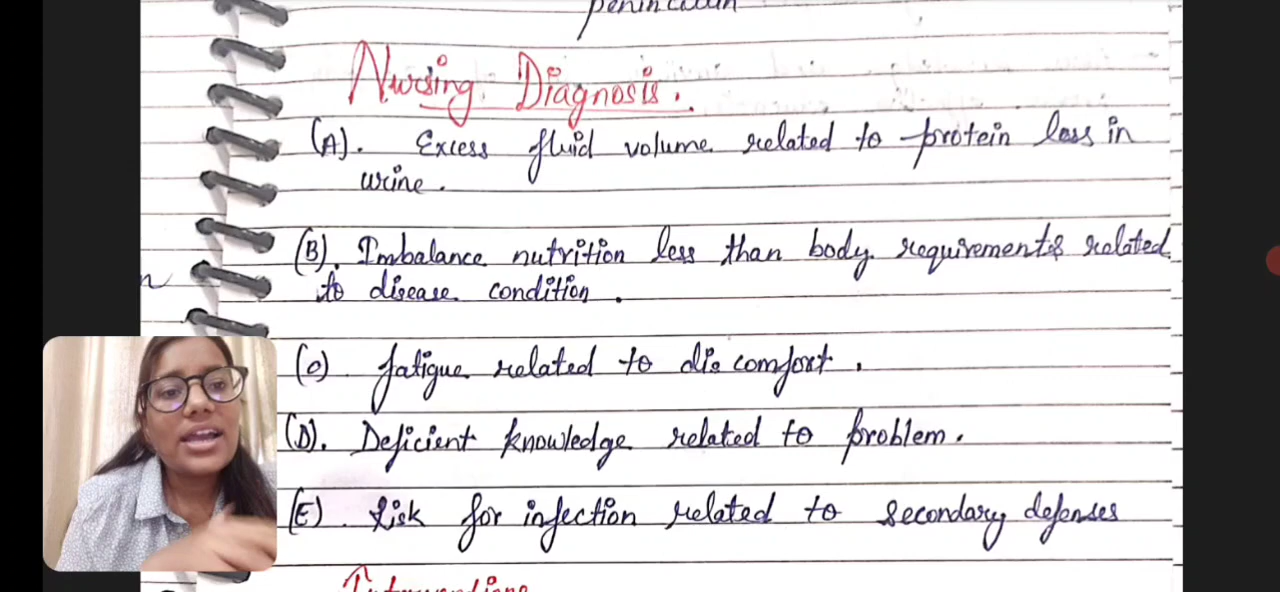 Nursing Diagnosis.
(A). Excess fluid volume related to protein loss in
urine.
(B). Imbalance nutrition less than body requirements related
to disease condition.
(C) fatigue related to discomfort.
(D). Deficient knowledge related to problem.
(E). Risk for infection related to secondary defenses